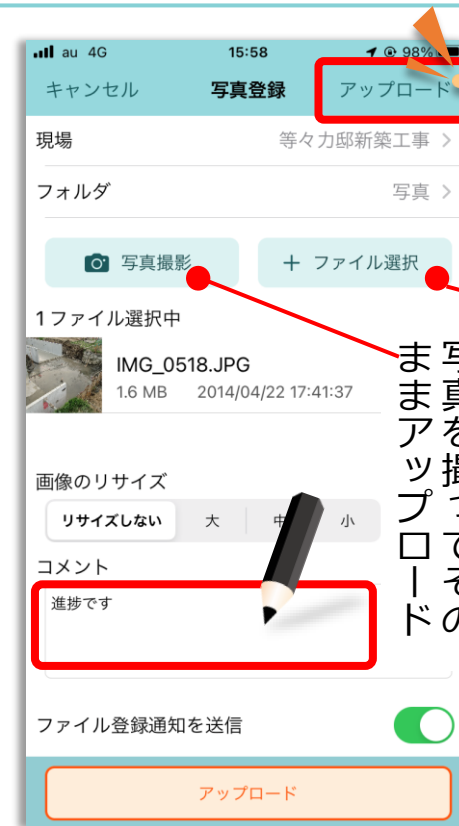 au 4G 15:58 98%
キャンセル 写真登録 アップロード
現場 等々力邸新築工事
フォルダ 写真
写真撮影 ＋ ファイル選択
1ファイル選択中
IMG_0518.JPG
1.6 MB 2014/04/22 17:41:37
画像のリサイズ
リサイズしない 大 中 小
コメント
進捗です
ファイル登録通知を送信
アップロード
写真を撮ってその
ままアップロード